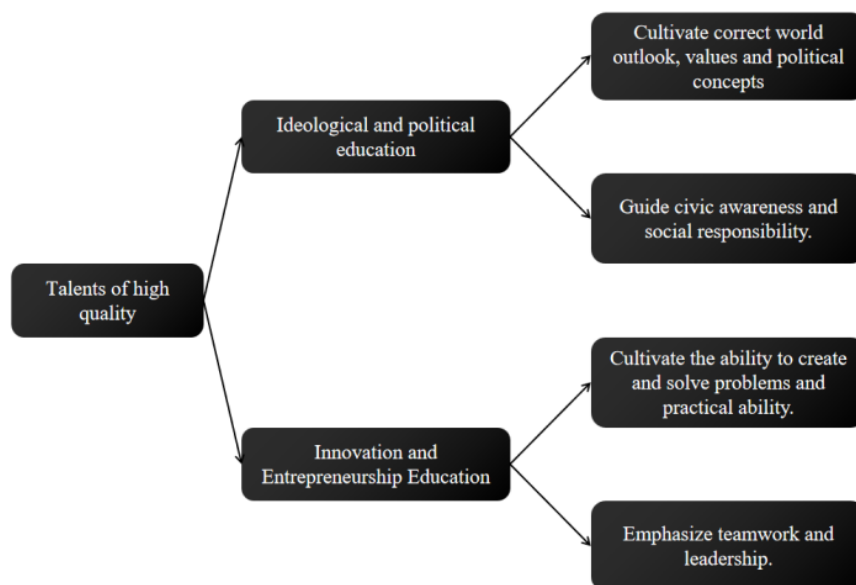 Cultivate correct world
outlook, values and political
concepts
Ideological and political
education
Guide civic awareness and
social responsibility.
Talents of high
quality
Cultivate the ability to create
and solve problems and
practical ability.
Innovation and
Entrepreneurship Education
Emphasize teamwork and
leadership.